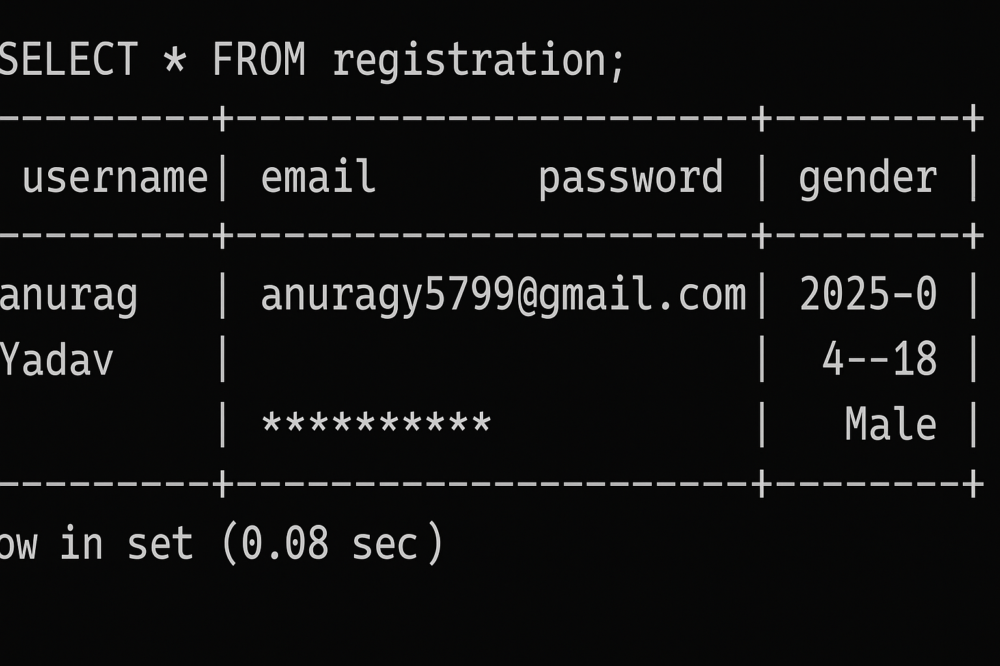 SELECT * FROM registration;
---------+----------------------+--------+
username| email password | gender |
---------+----------------------+--------+
anurag | anuragy5799@gmail.com| 2025-0 |
Yadav | | 4--18 |
| ********** | Male |
---------+----------------------+--------+
ow in set (0.08 sec)